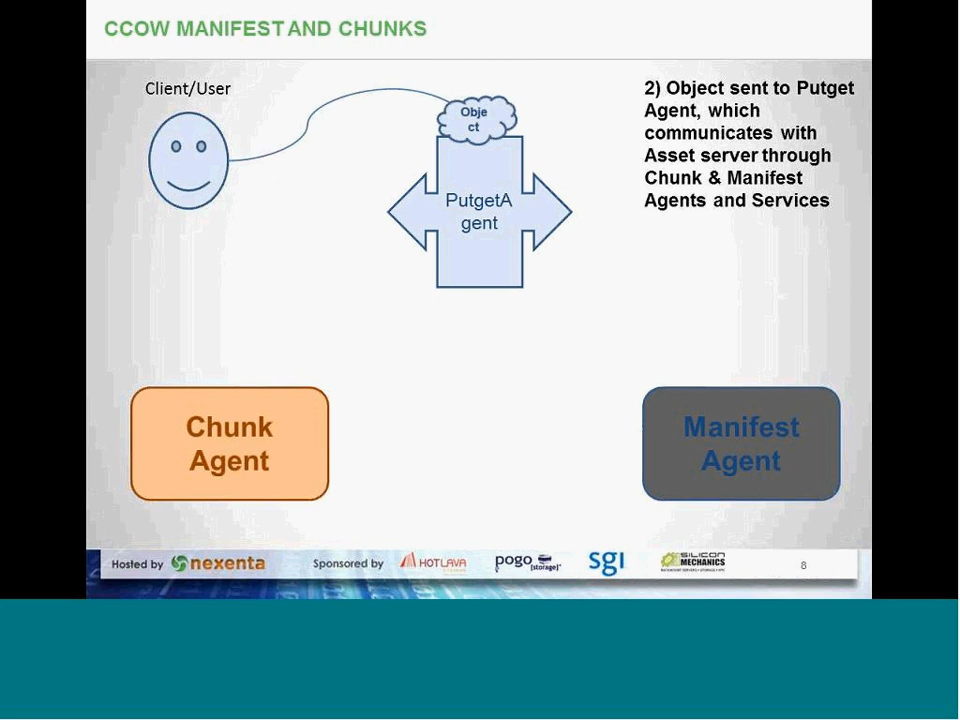 CCOW MANIFEST AND CHUNKS
Client/User
Obje
ct
PutgetA
gent
2) Object sent to Putget
Agent, which
communicates with
Asset server through
Chunk & Manifest
Agents and Services
Chunk
Agent
Manifest
Agent
Hosted by nexenta
Sponsored by
HOTLAVA
pogo
[storage]
sgi
SILICON
MECHANICS
8